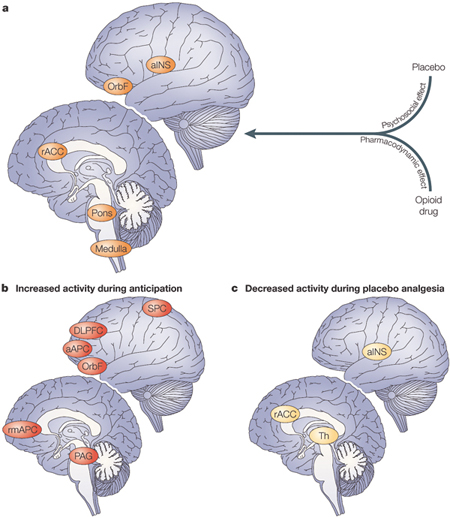 a
aINS
OrbF
rACC
Pons
Medulla
Placebo
Psychosocial effect
Pharmacodynamic effect
Opioid
drug
b Increased activity during anticipation
SPC
DLPFC
aAPC
OrbF
rmAPC
PAG
c Decreased activity during placebo analgesia
aINS
rACC
Th